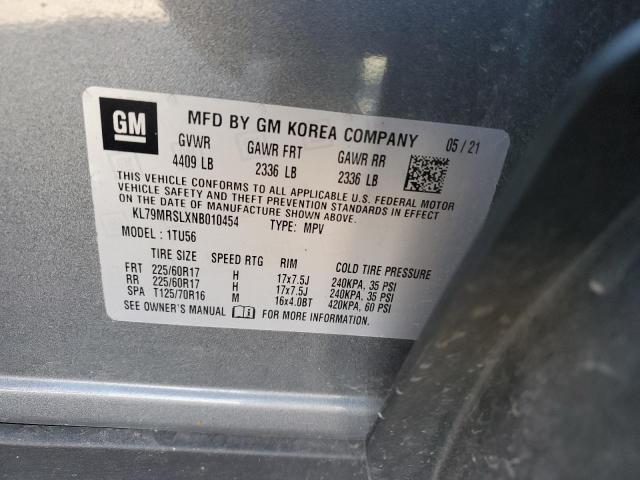 GM MFD BY GM KOREA COMPANY 05 / 21
GVWR GAWR FRT GAWR RR
4409 LB 2336 LB 2336 LB
THIS VEHICLE CONFORMS TO ALL APPLICABLE U.S. FEDERAL MOTOR
VEHICLE SAFETY AND THEFT PREVENTION STANDARDS IN EFFECT
ON THE DATE OF MANUFACTURE SHOWN ABOVE.
KL79MRSLXNB010454 TYPE: MPV
MODEL : 1TU56
TIRE SIZE SPEED RTG RIM COLD TIRE PRESSURE
FRT 225/60R17 H 17x7.5J 240KPA, 35 PSI
RR 225/60R17 H 17x7.5J 240KPA, 35 PSI
SPA T125/70R16 M 16x4.0BT 420KPA, 60 PSI
SEE OWNER'S MANUAL FOR MORE INFORMATION.